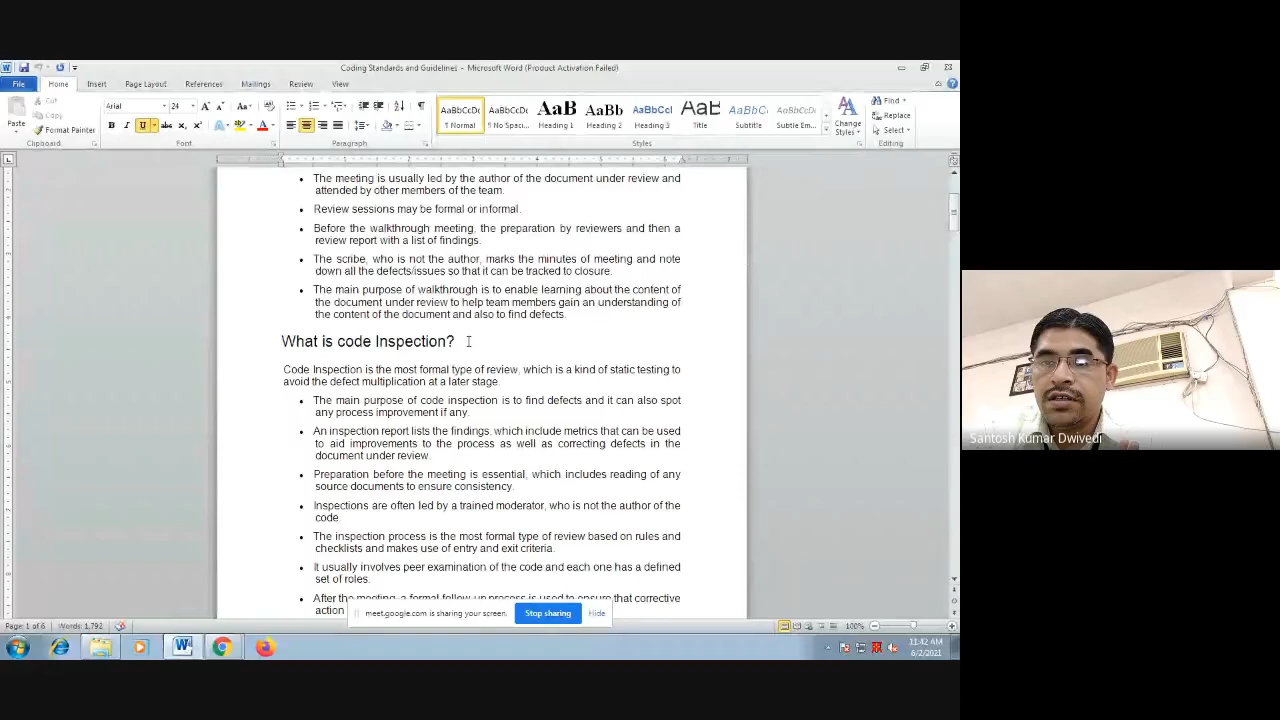 Coding Standards and Guidelines - Microsoft Word (Product Activation Failed)
File Home Insert Page Layout References Mailings Review View
Cut
Copy
Paste
Format Painter
Clipboard
Arial 24
Font
Paragraph
AaBbCcDc AaBbCcDc AaB AaBb AaBbCcl AaB AaBbCcl AaBbCcDc
¶ Normal ¶ No Spaci... Heading 1 Heading 2 Heading 3 Title Subtitle Subtle Em...
Styles
Change
Styles
Find
Replace
Select
Editing
• The meeting is usually led by the author of the document under review and
attended by other members of the team.
• Review sessions may be formal or informal.
• Before the walkthrough meeting, the preparation by reviewers and then a
review report with a list of findings.
• The scribe, who is not the author, marks the minutes of meeting and note
down all the defects/issues so that it can be tracked to closure.
• The main purpose of walkthrough is to enable learning about the content of
the document under review to help team members gain an understanding of
the content of the document and also to find defects.
What is code Inspection?
Code Inspection is the most formal type of review, which is a kind of static testing to
avoid the defect multiplication at a later stage.
• The main purpose of code inspection is to find defects and it can also spot
any process improvement if any.
• An inspection report lists the findings, which include metrics that can be used
to aid improvements to the process as well as correcting defects in the
document under review.
• Preparation before the meeting is essential, which includes reading of any
source documents to ensure consistency.
• Inspections are often led by a trained moderator, who is not the author of the
code.
• The inspection process is the most formal type of review based on rules and
checklists and makes use of entry and exit criteria.
• It usually involves peer examination of the code and each one has a defined
set of roles.
• After the meeting, a formal follow-up process is used to ensure that corrective
action
meet.google.com is sharing your screen. Stop sharing Hide
Page: 1 of 6 Words: 1,792 100%
11:42 AM
6/2/2021
Santosh Kumar Dwivedi